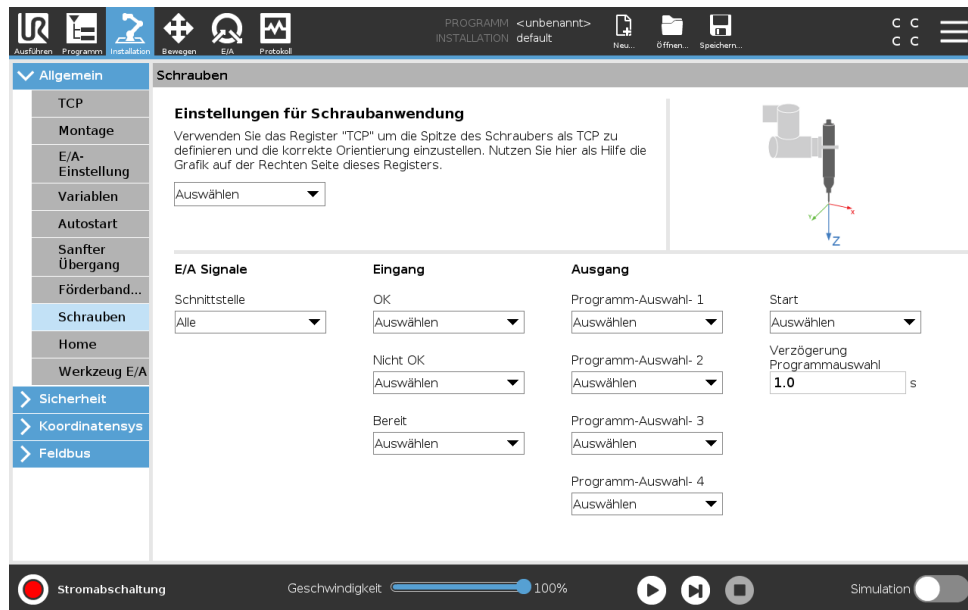 PROGRAMM <unbenannt>
INSTALLATION default
Ausführen Programm Installation Bewegen E/A Protokoll Neu... Öffnen... Speichern...
C C
C C
Allgemein
TCP
Montage
E/A-
Einstellung
Variablen
Autostart
Sanfter
Übergang
Förderband...
Schrauben
Home
Werkzeug E/A
Sicherheit
Koordinatensys
Feldbus
Schrauben
Einstellungen für Schraubanwendung
Verwenden Sie das Register "TCP" um die Spitze des Schraubers als TCP zu
definieren und die korrekte Orientierung einzustellen. Nutzen Sie hier als Hilfe die
Grafik auf der Rechten Seite dieses Registers.
Auswählen
Y X
Z
E/A Signale
Schnittstelle
Alle
Eingang
OK
Auswählen
Nicht OK
Auswählen
Bereit
Auswählen
Ausgang
Programm-Auswahl- 1
Auswählen
Programm-Auswahl- 2
Auswählen
Programm-Auswahl- 3
Auswählen
Programm-Auswahl- 4
Auswählen
Start
Auswählen
Verzögerung
Programmauswahl
1.0 s
Stromabschaltung
Geschwindigkeit 100%
Simulation